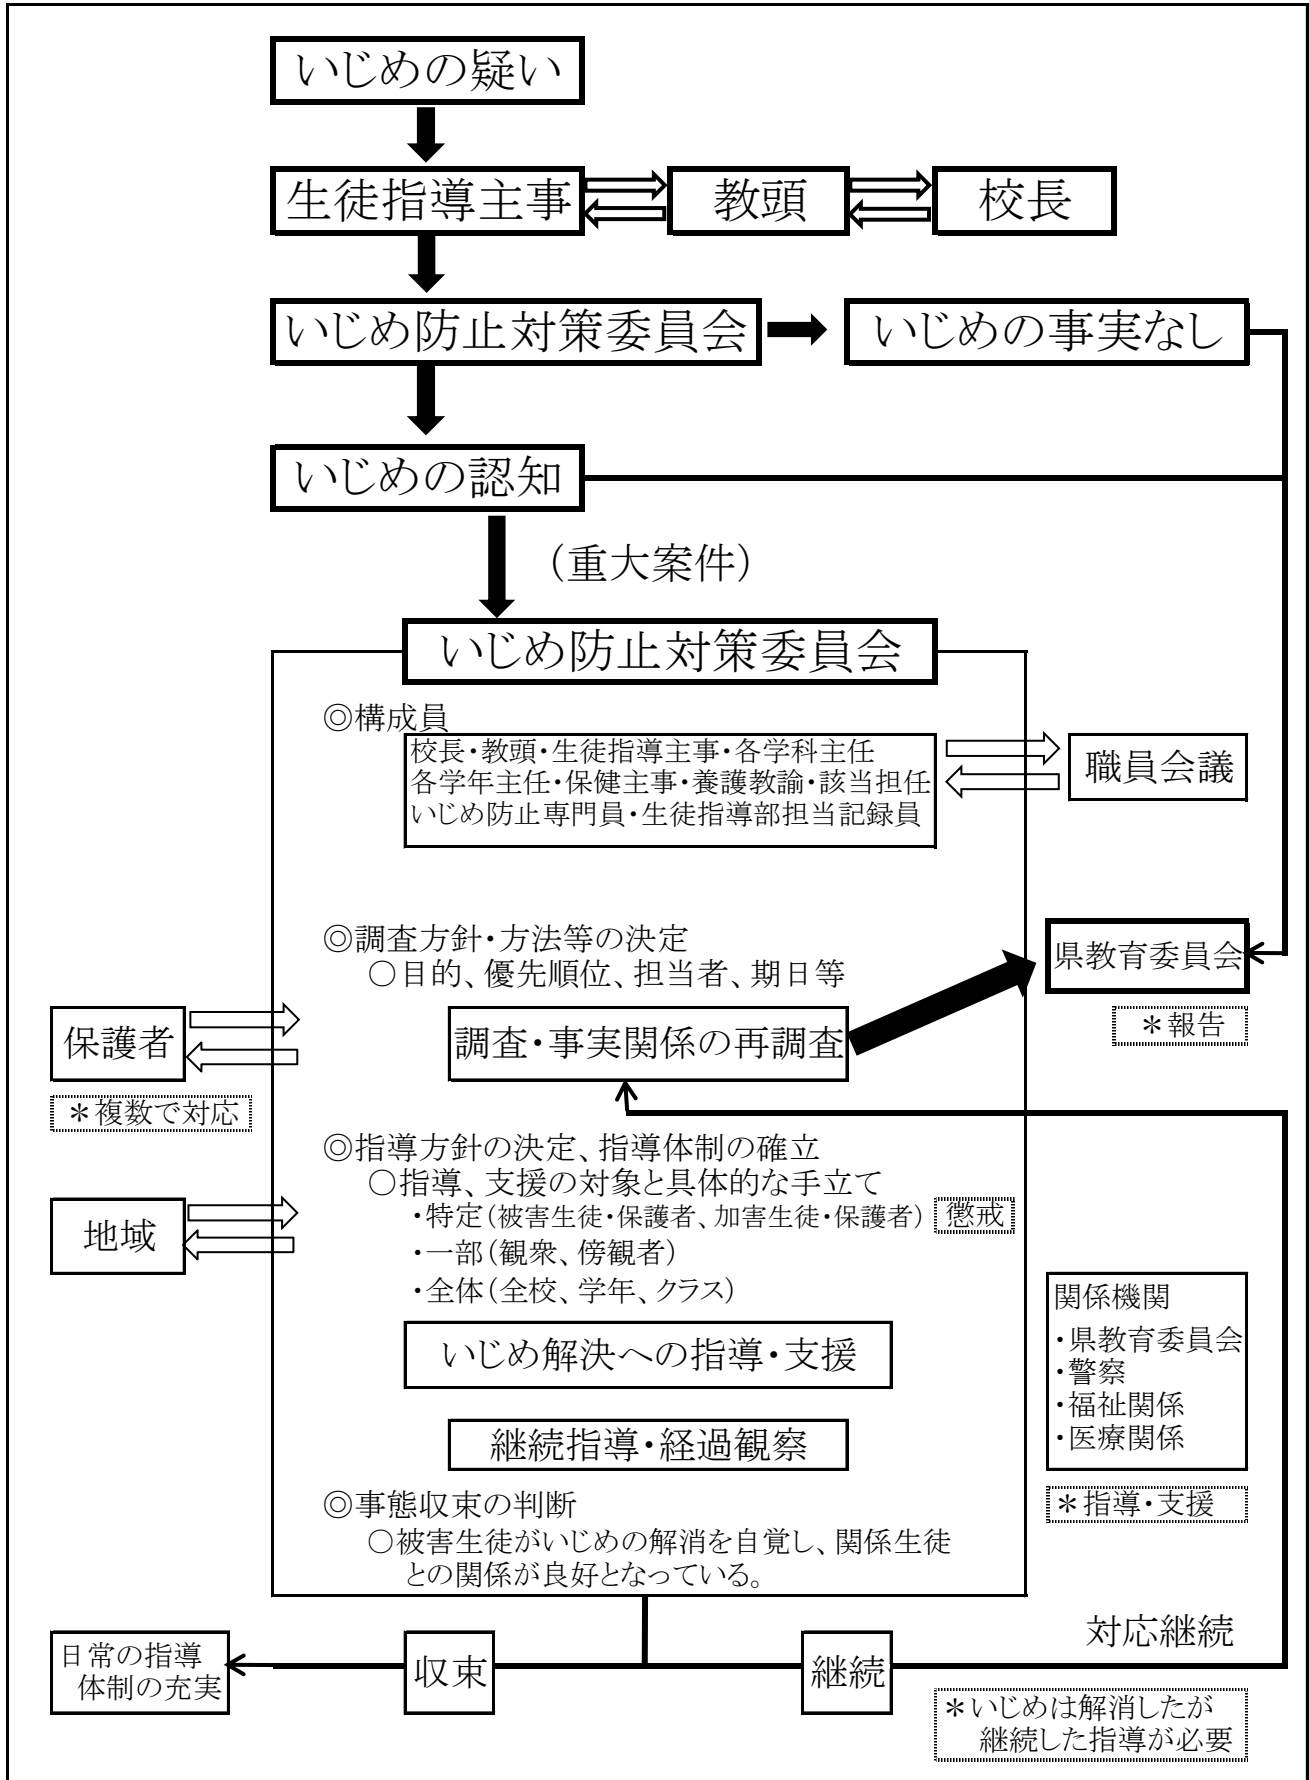 いじめの疑い
生徒指導主事
教頭
校長
いじめ防止対策委員会
いじめの事実なし
いじめの認知
（重大案件）
いじめ防止対策委員会
◎構成員
校長・教頭・生徒指導主事・各学科主任
各学年主任・保健主事・養護教諭・該当担任
いじめ防止専門員・生徒指導部担当記録員
職員会議
◎調査方針・方法等の決定
○目的、優先順位、担当者、期日等
県教育委員会
＊報告
保護者
＊複数で対応
調査・事実関係の再調査
◎指導方針の決定、指導体制の確立
○指導、支援の対象と具体的な手立て
・特定（被害生徒・保護者、加害生徒・保護者）
懲戒
・一部（観衆、傍観者）
・全体（全校、学年、クラス）
地域
いじめ解決への指導・支援
継続指導・経過観察
関係機関
・県教育委員会
・警察
・福祉関係
・医療関係
＊指導・支援
◎事態収束の判断
○被害生徒がいじめの解消を自覚し、関係生徒
との関係が良好となっている。
対応継続
日常の指導
体制の充実
収束
継続
＊いじめは解消したが
継続した指導が必要